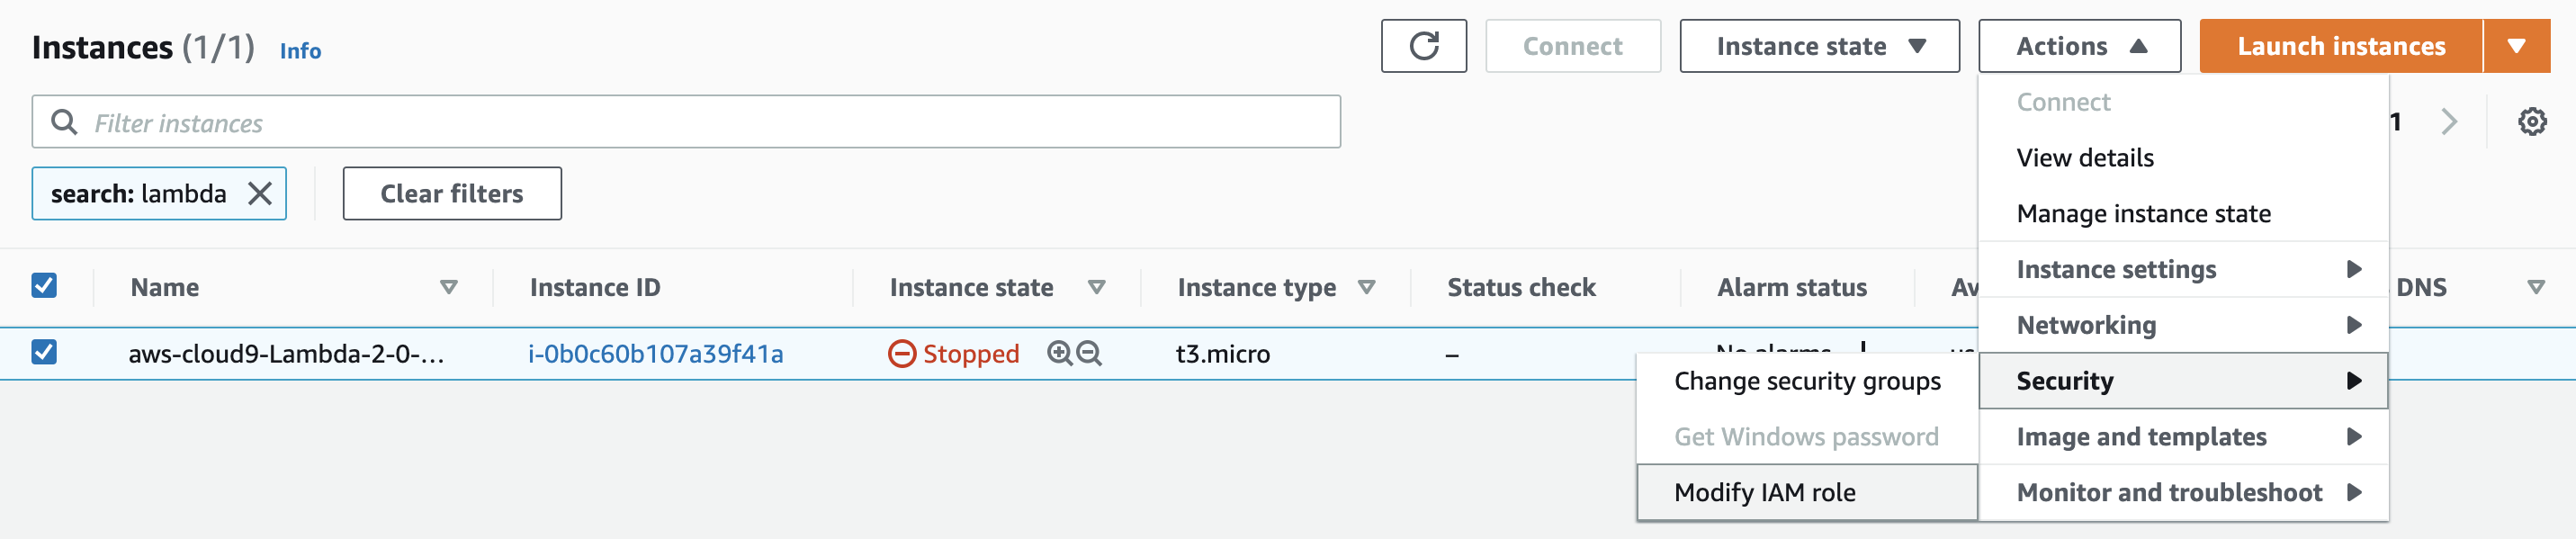 Instances (1/1) Info
Connect
Instance state
Actions
Launch instances
Filter instances
1
search: lambda
Clear filters
Connect
View details
Manage instance state
Instance settings
Networking
Security
Image and templates
Monitor and troubleshoot
Change security groups
Get Windows password
Modify IAM role
Name Instance ID Instance state Instance type Status check Alarm status Av DNS
aws-cloud9-Lambda-2-0-... i-0b0c60b107a39f41a Stopped t3.micro – No alarms